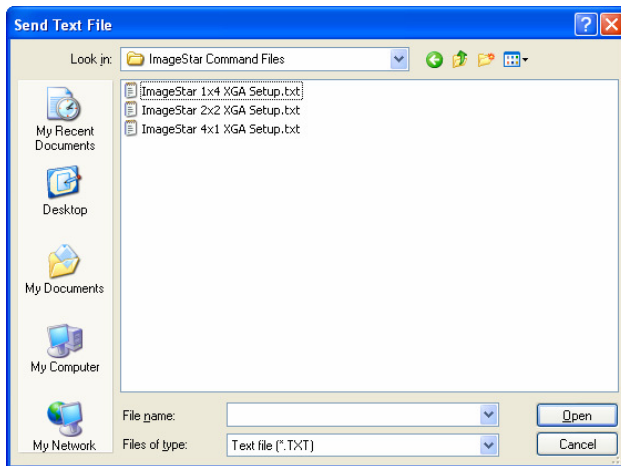 Send Text File
Look in: ImageStar Command Files
ImageStar 1x4 XGA Setup.txt
ImageStar 2x2 XGA Setup.txt
ImageStar 4x1 XGA Setup.txt
My Recent
Documents
Desktop
My Documents
My Computer
My Network
File name:
Open
Files of type: Text file (*.TXT)
Cancel